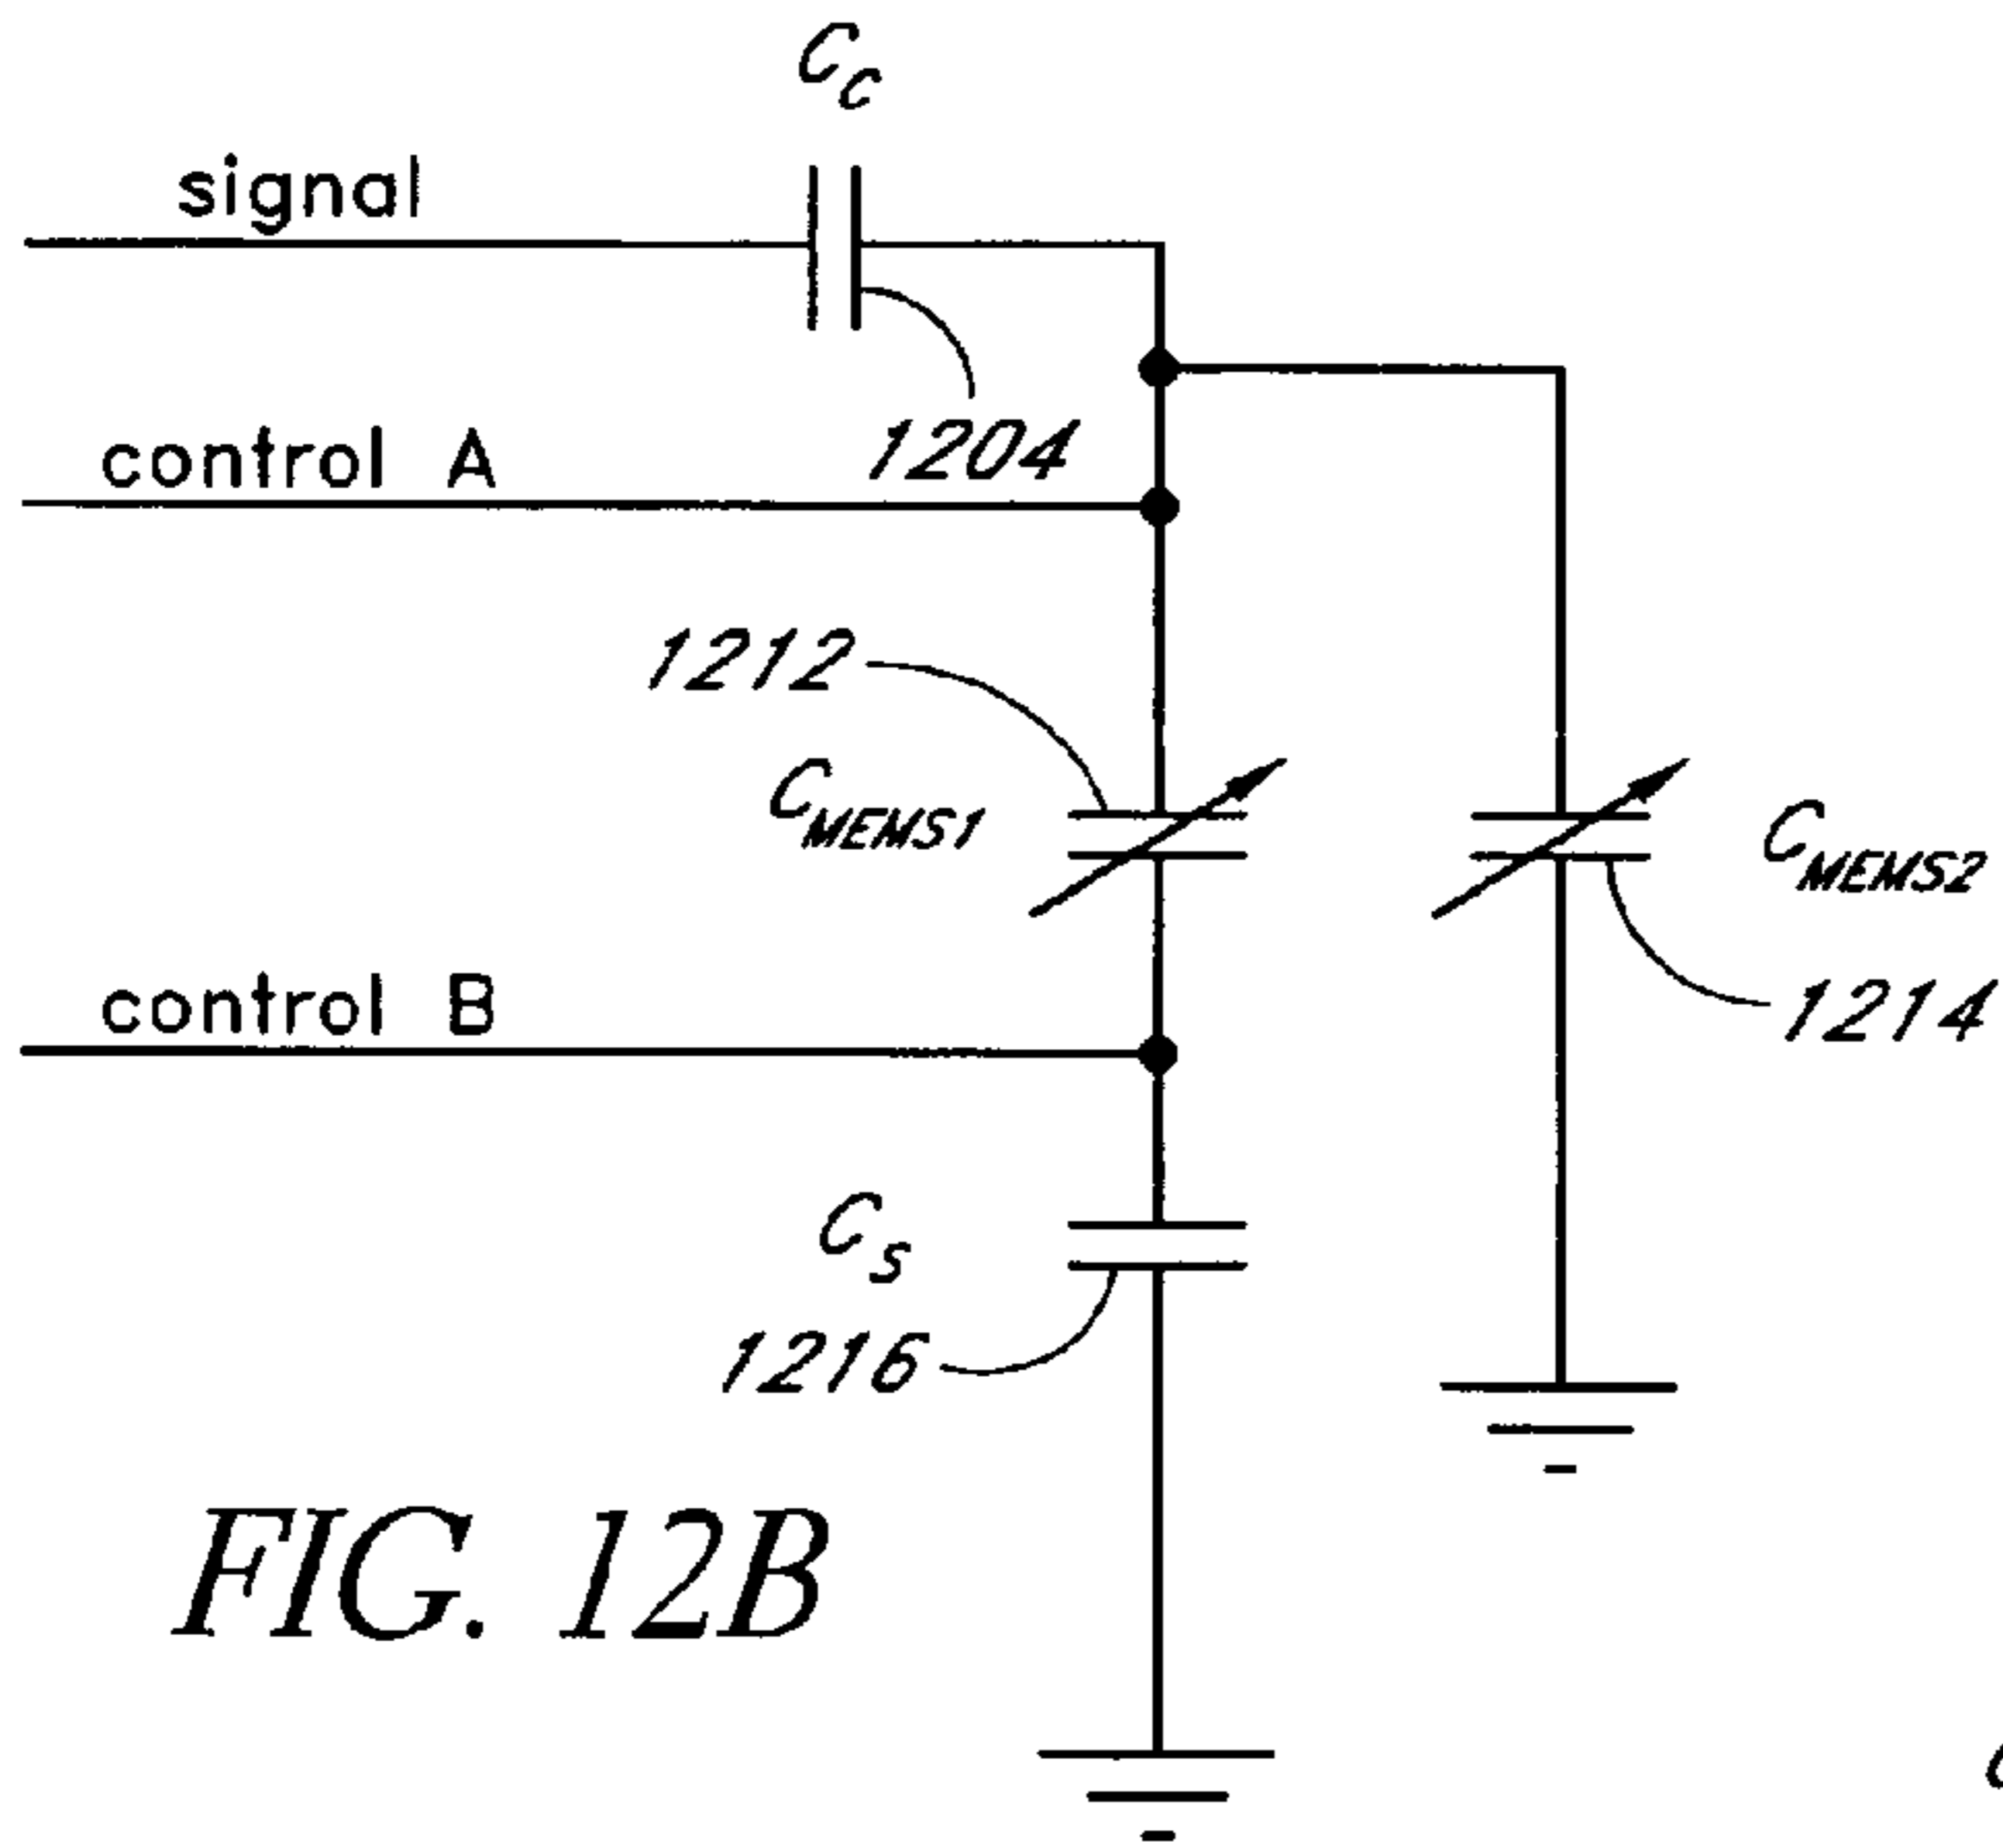 C_C
signal
1204
control A
1212
C_MEMS1
C_MEMS2
1214
control B
C_S
1216
FIG. 12B